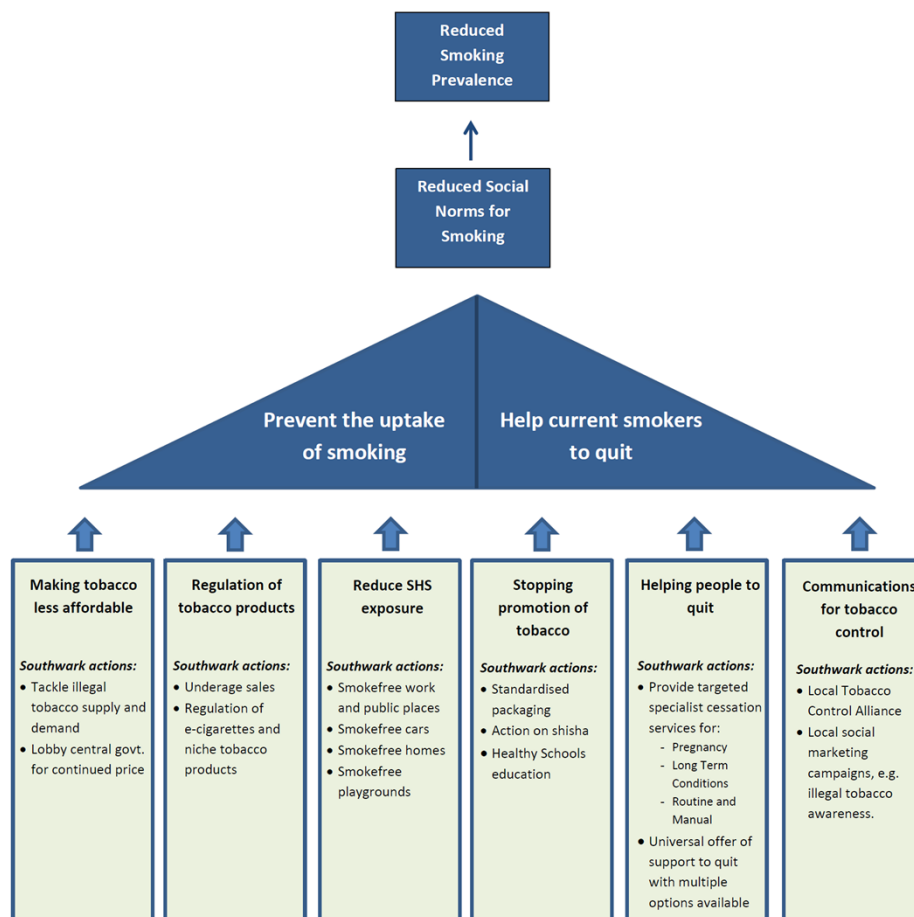 Reduced
Smoking
Prevalence
Reduced Social
Norms for
Smoking
Prevent the uptake
of smoking
Help current smokers
to quit
Making tobacco
less affordable
Southwark actions:
• Tackle illegal
tobacco supply and
demand
• Lobby central govt.
for continued price
Regulation of
tobacco products
Southwark actions:
• Underage sales
• Regulation of
e-cigarettes and
niche tobacco
products
Reduce SHS
exposure
Southwark actions:
• Smokefree work
and public places
• Smokefree cars
• Smokefree homes
• Smokefree
playgrounds
Stopping
promotion of
tobacco
Southwark actions:
• Standardised
packaging
• Action on shisha
• Healthy Schools
education
Helping people to
quit
Southwark actions:
• Provide targeted
specialist cessation
services for:
- Pregnancy
- Long Term
Conditions
- Routine and
Manual
• Universal offer of
support to quit
with multiple
options available
Communications
for tobacco
control
Southwark actions:
• Local Tobacco
Control Alliance
• Local social
marketing
campaigns, e.g.
illegal tobacco
awareness.